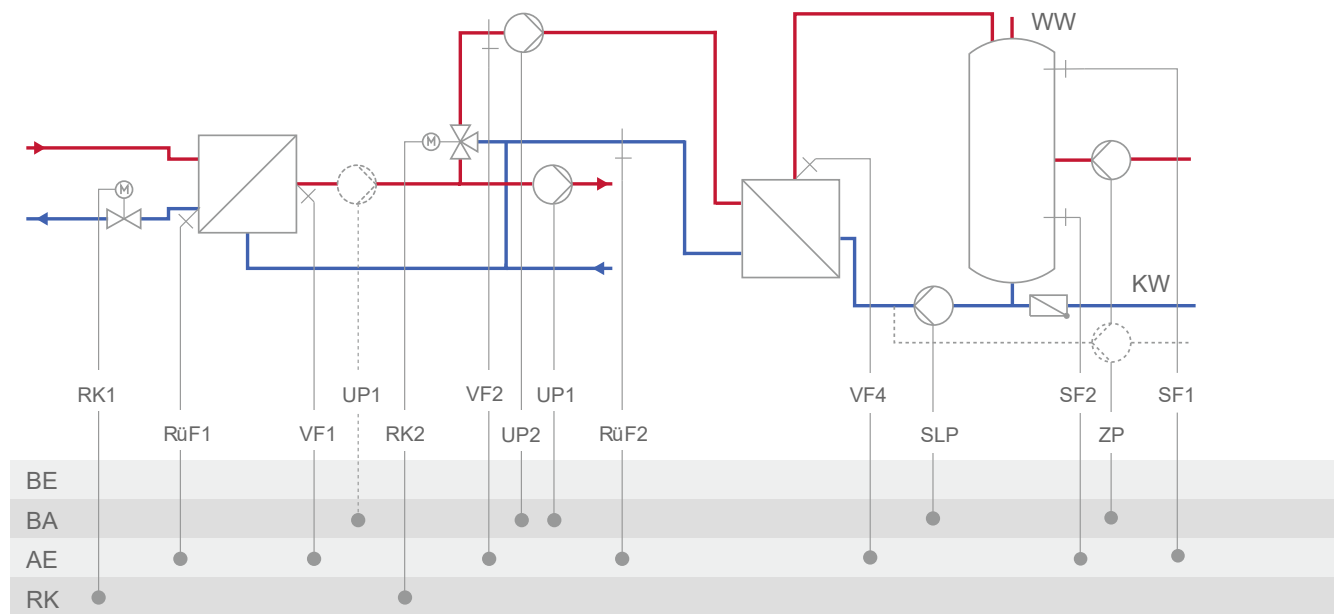 WW
M
M
KW
RK1 UP1 VF2 UP1 VF4 SF2 SF1
RüF1 VF1 RK2 UP2 RüF2 SLP ZP
BE
BA
AE
RK